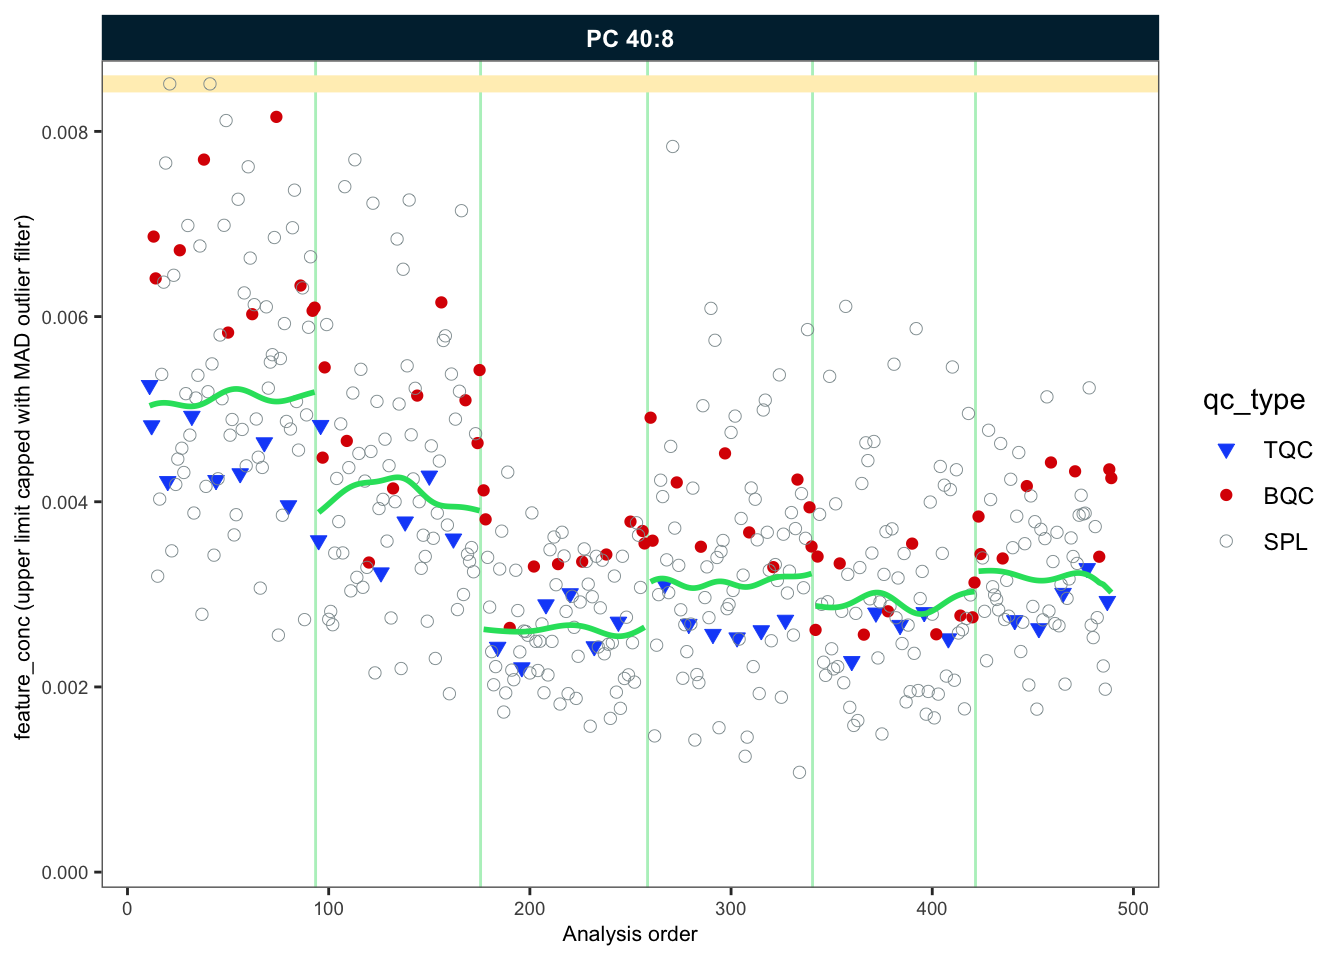 PC 40:8
feature_conc (upper limit capped with MAD outlier filter)
0.008
0.006
0.004
0.002
0.000
0 100 200 300 400 500
Analysis order
qc_type
TQC
BQC
SPL